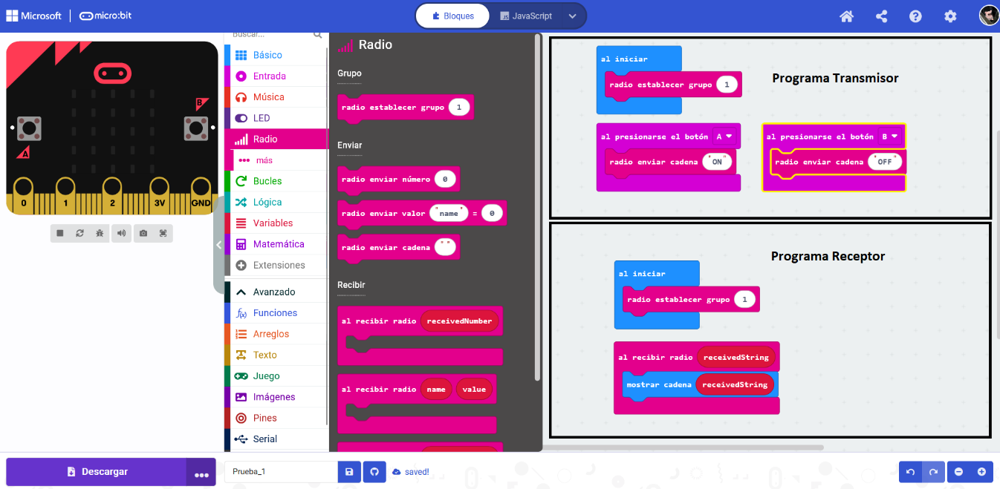 Microsoft
micro:bit
Bloques
JavaScript
Buscar...
Básico
Entrada
Música
LED
Radio
más
Bucles
Lógica
Variables
Matemática
Extensiones
Avanzado
Funciones
Arreglos
Texto
Juego
Imágenes
Pines
Serial
A
B
0 1 2 3V GND
Radio
Grupo
radio establecer grupo 1
Enviar
radio enviar número 0
radio enviar valor "name" = 0
radio enviar cadena " "
Recibir
al recibir radio receivedNumber
al recibir radio name value
Programa Transmisor
al iniciar
radio establecer grupo 1
al presionarse el botón A
radio enviar cadena "ON"
al presionarse el botón B
radio enviar cadena "OFF"
Programa Receptor
al iniciar
radio establecer grupo 1
al recibir radio receivedString
mostrar cadena receivedString
Descargar
Prueba_1
saved!